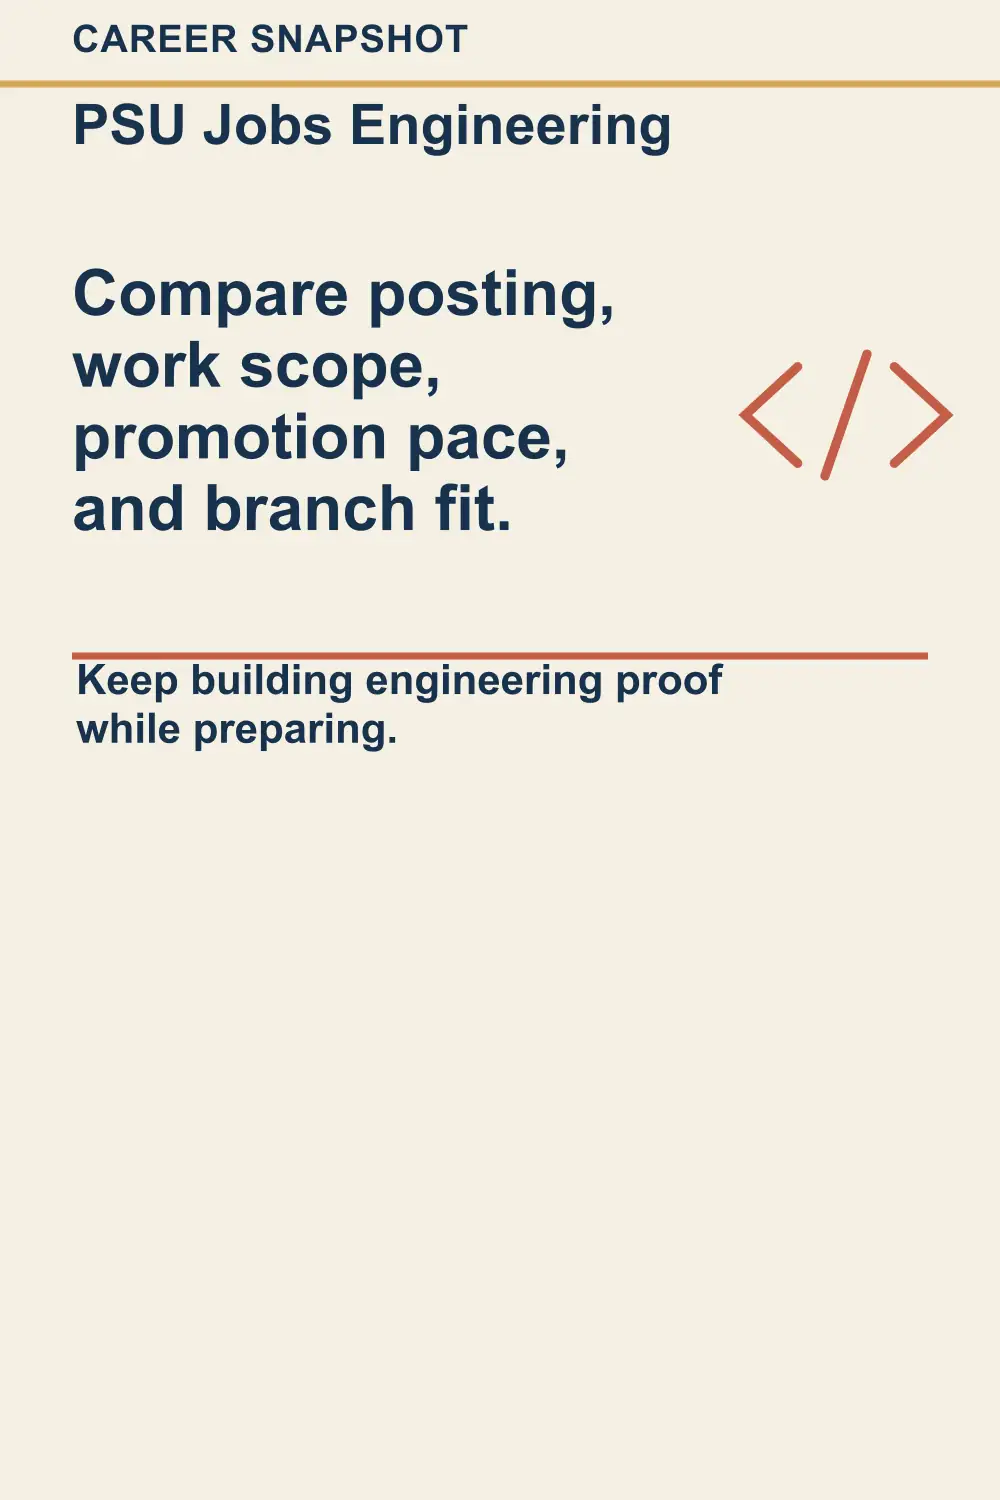 CAREER SNAPSHOT
PSU Jobs Engineering
Compare posting,
work scope,
promotion pace,
and branch fit.
Keep building engineering proof
while preparing.